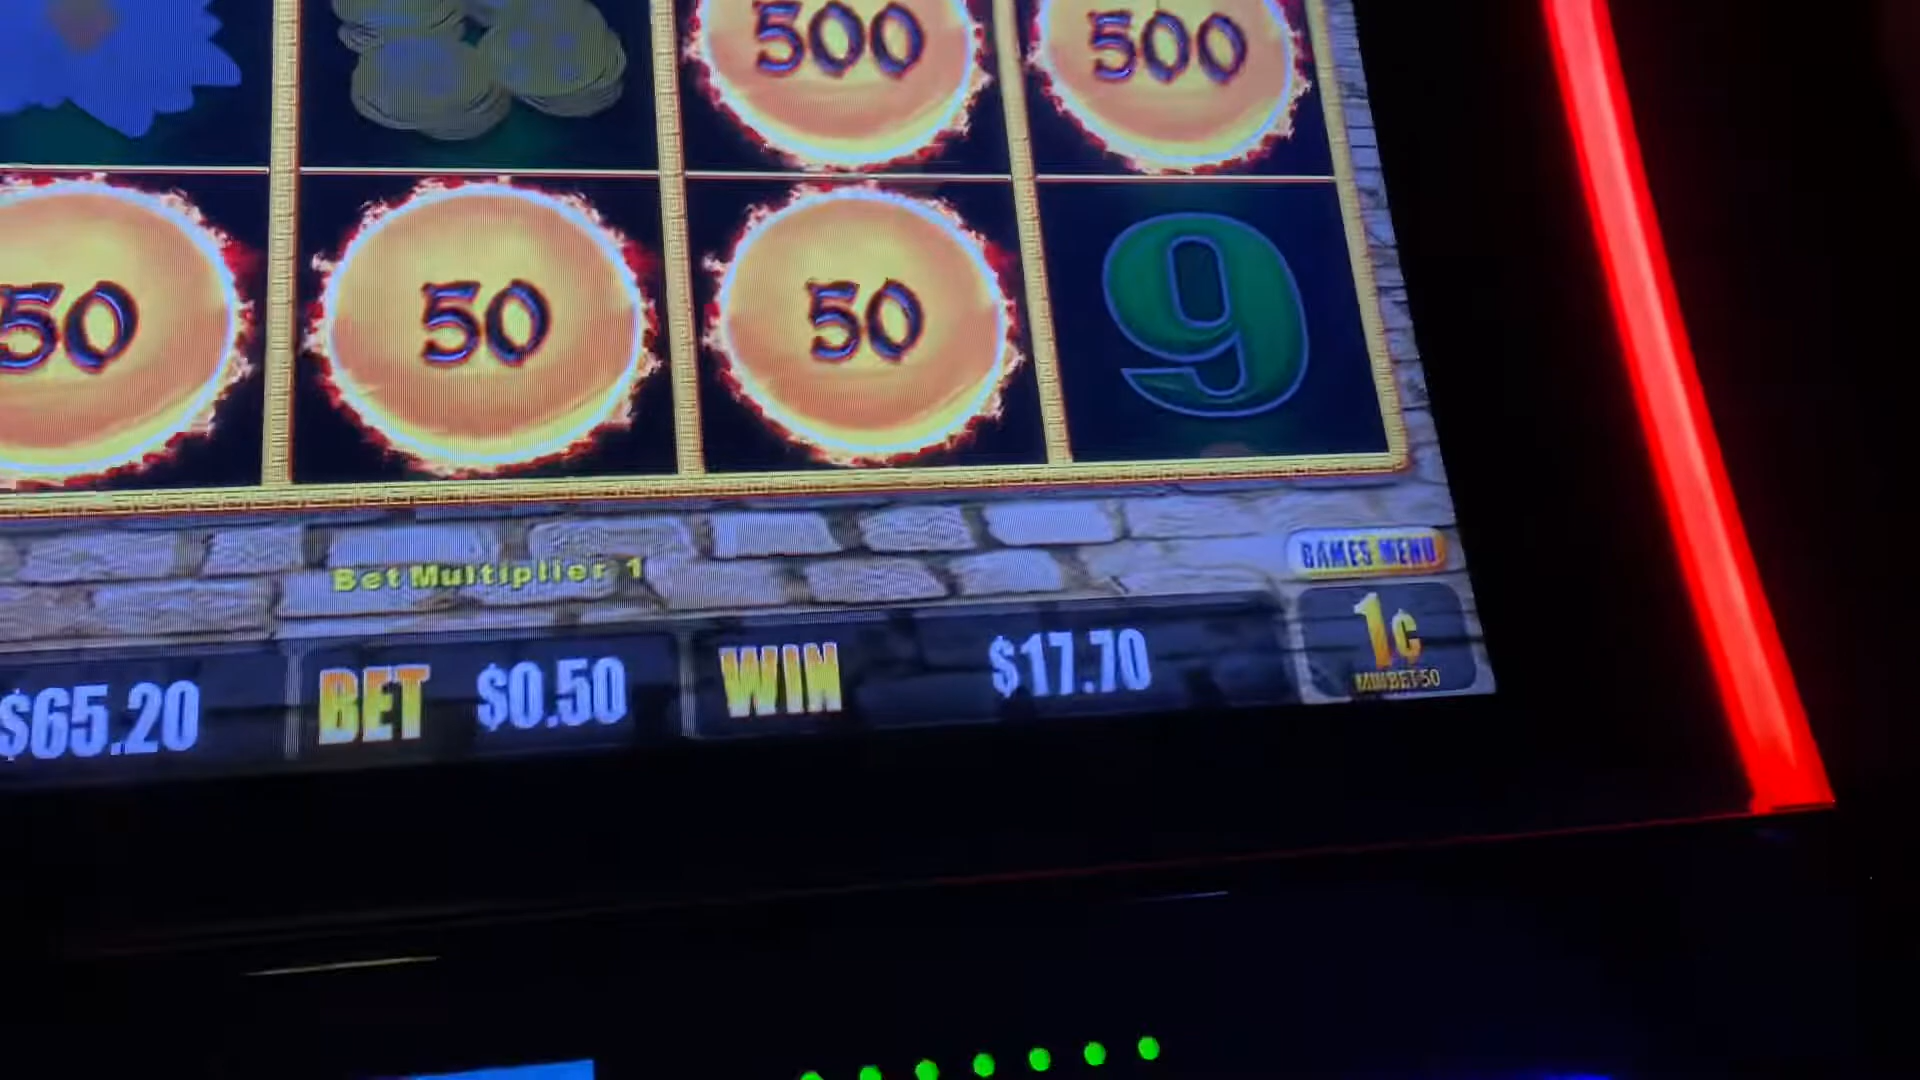 500 500
50 50 50 9
Bet Multiplier 1
GAMES MENU
$65.20 BET $0.50 WIN $17.70
1¢
MIN BET 50